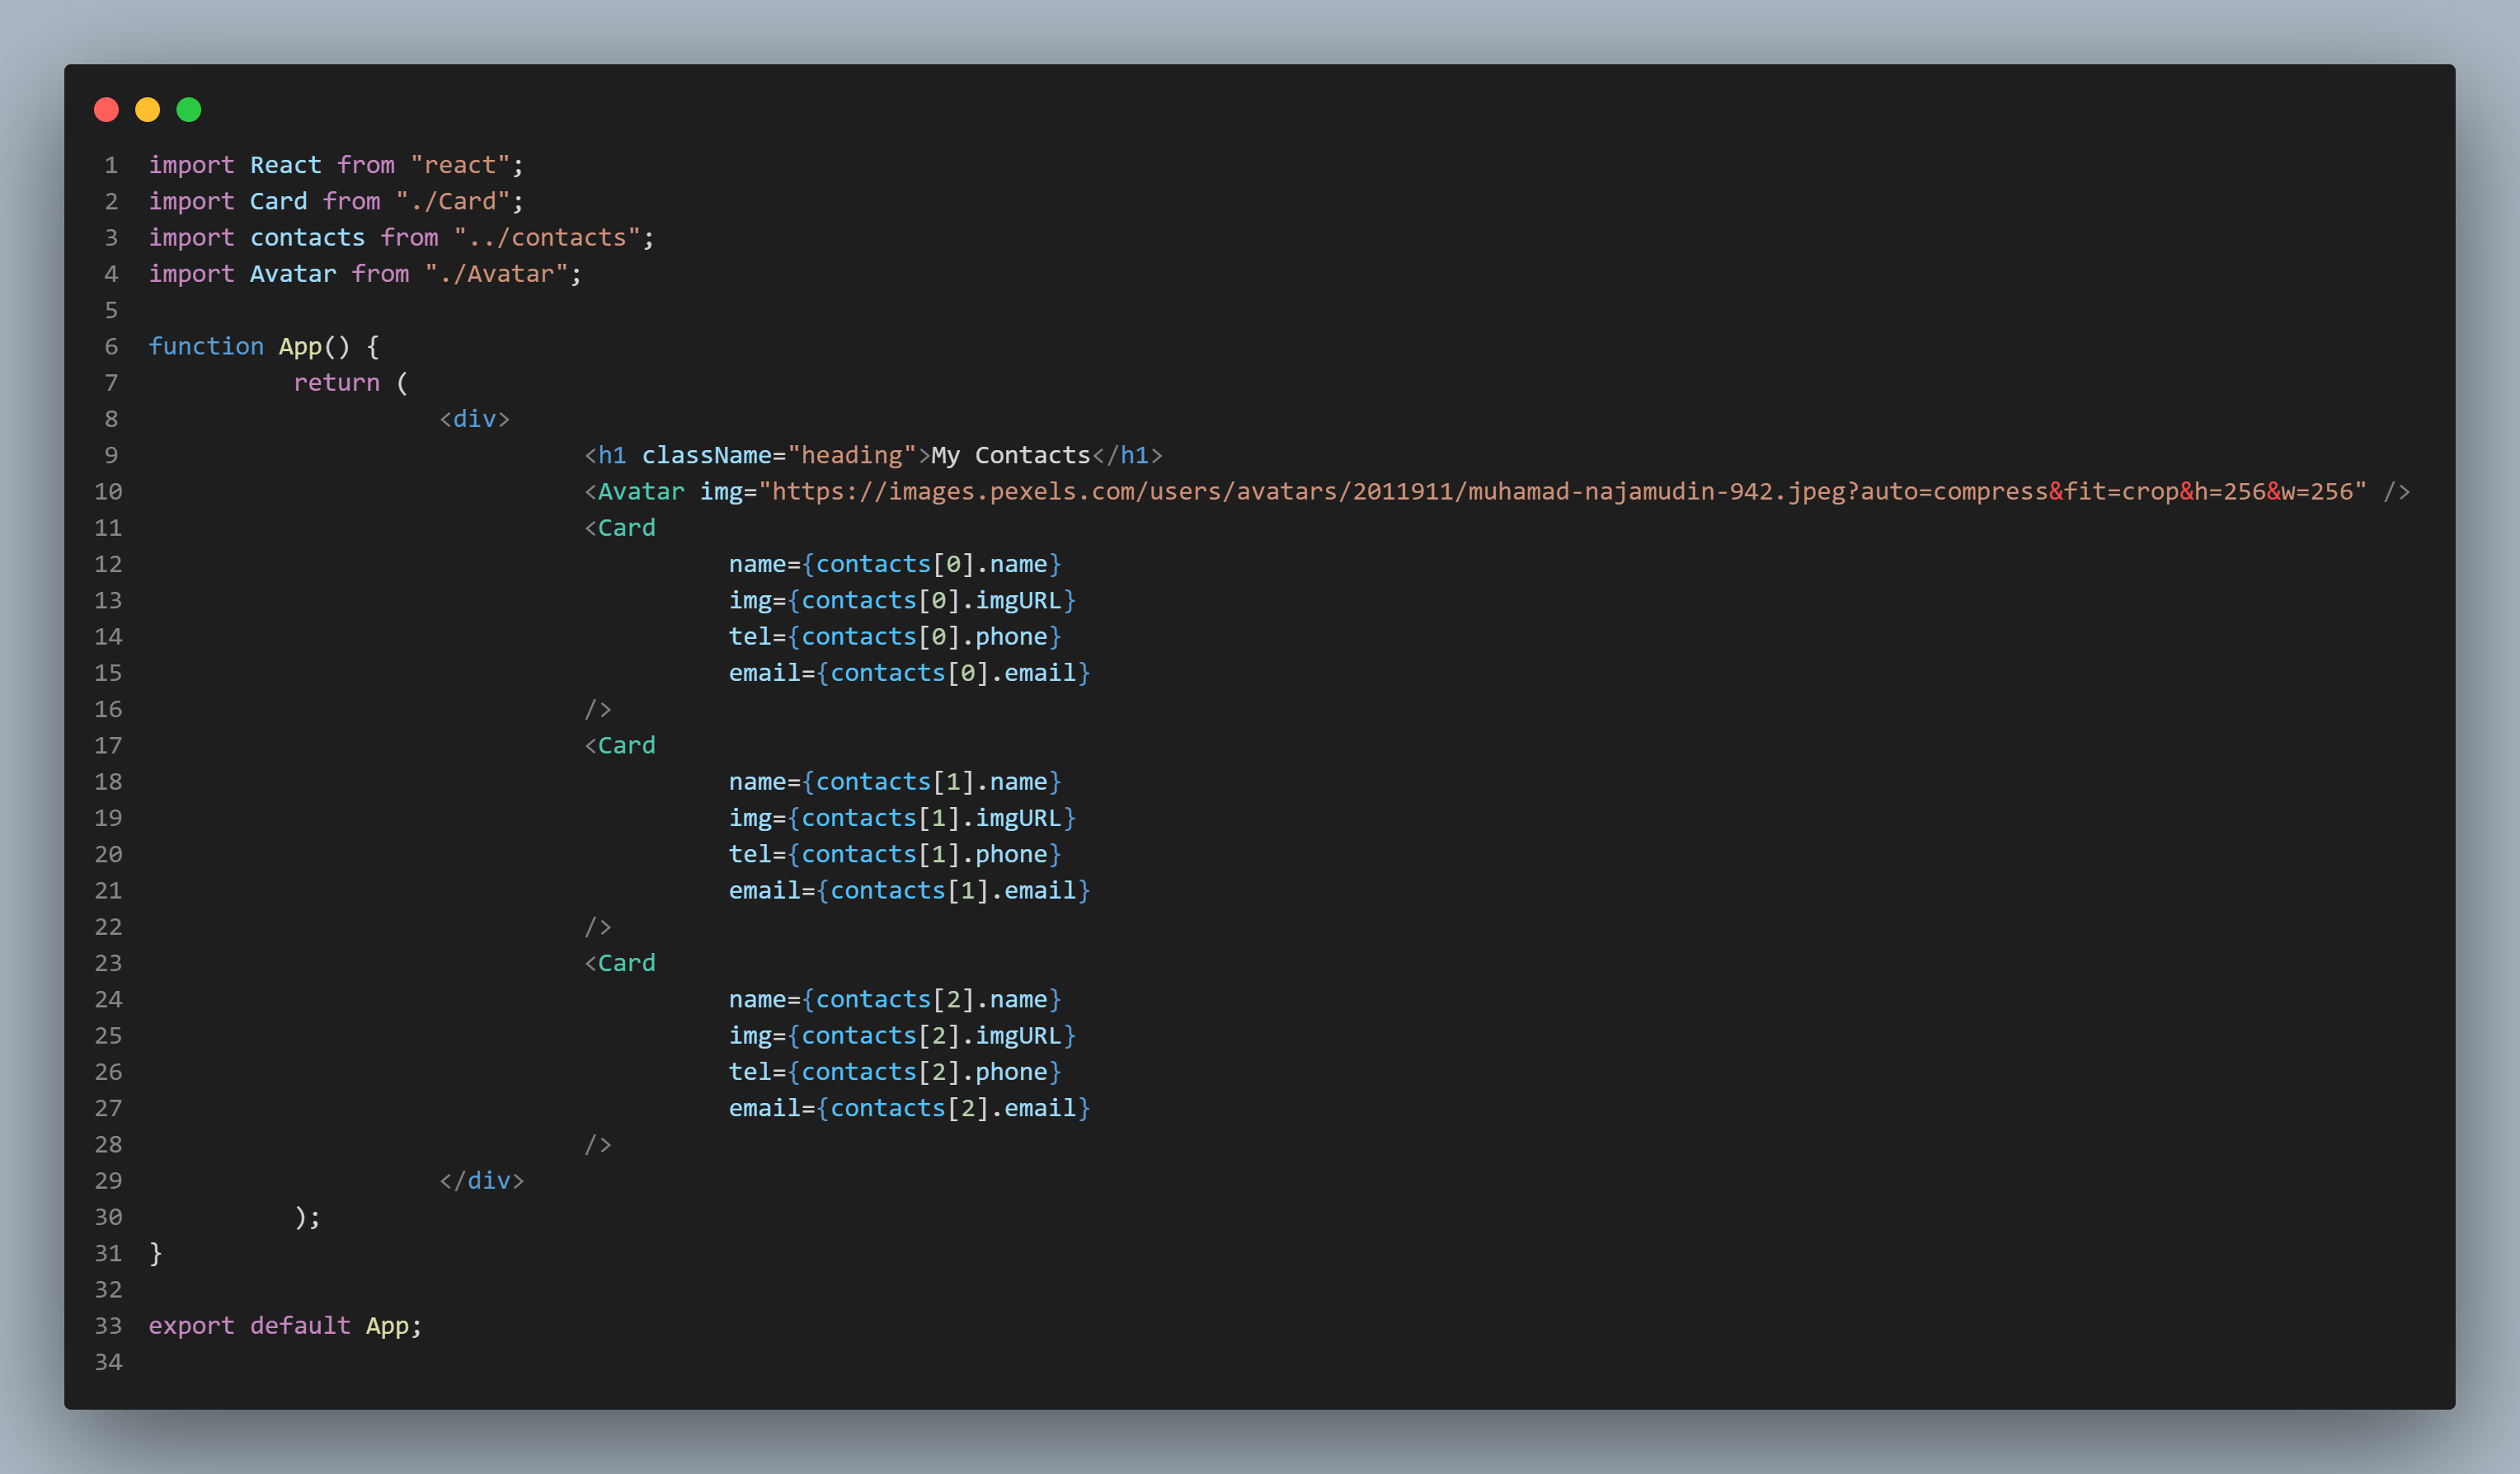 1 import React from "react";
2 import Card from "./Card";
3 import contacts from "../contacts";
4 import Avatar from "./Avatar";
5
6 function App() {
7 return (
8 <div>
9 <h1 className="heading">My Contacts</h1>
10 <Avatar img="https://images.pexels.com/users/avatars/2011911/muhamad-najamudin-942.jpeg?auto=compress&fit=crop&h=256&w=256" />
11 <Card
12 name={contacts[0].name}
13 img={contacts[0].imgURL}
14 tel={contacts[0].phone}
15 email={contacts[0].email}
16 />
17 <Card
18 name={contacts[1].name}
19 img={contacts[1].imgURL}
20 tel={contacts[1].phone}
21 email={contacts[1].email}
22 />
23 <Card
24 name={contacts[2].name}
25 img={contacts[2].imgURL}
26 tel={contacts[2].phone}
27 email={contacts[2].email}
28 />
29 </div>
30 );
31 }
32
33 export default App;
34